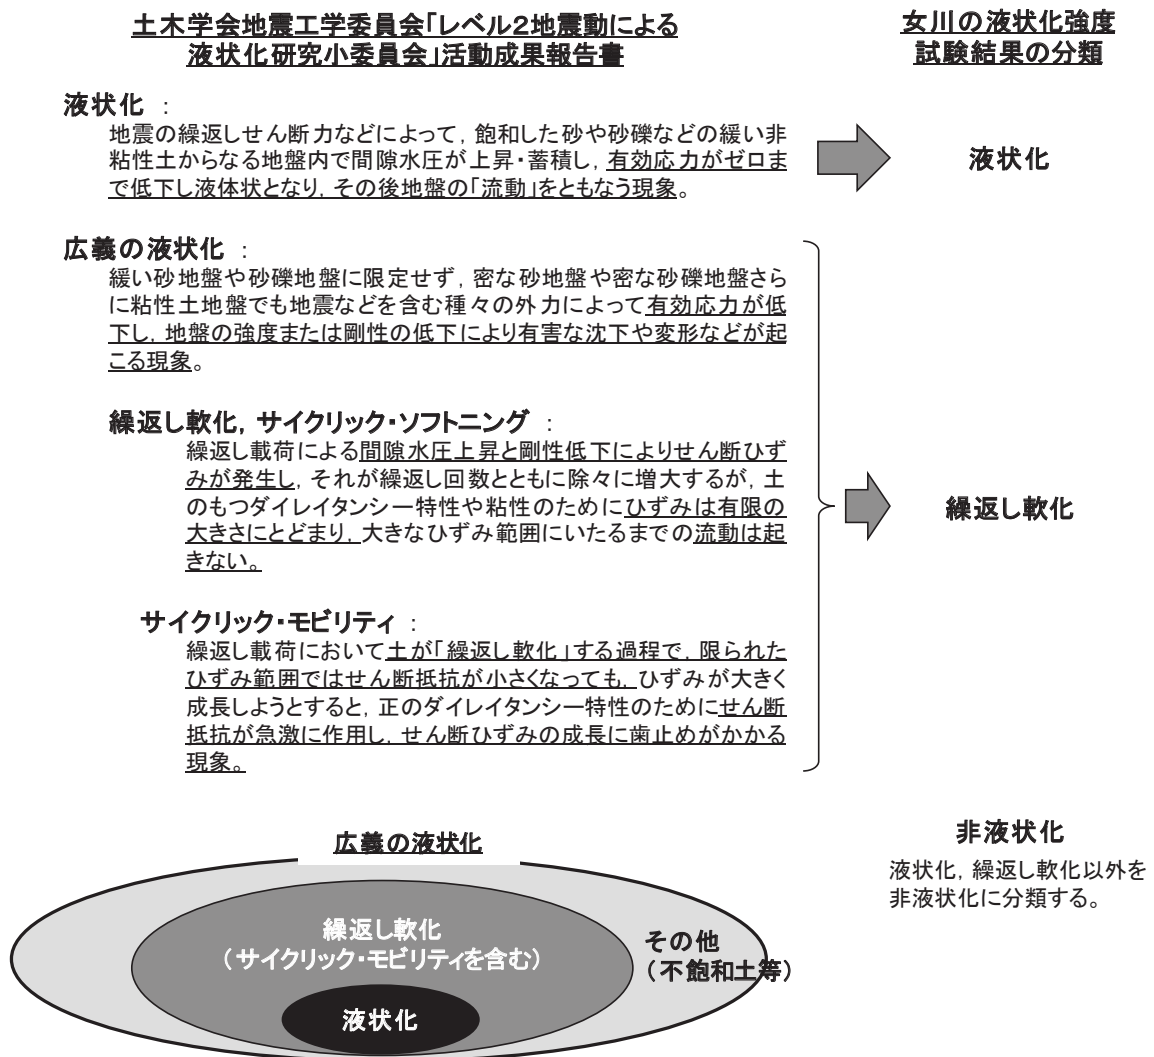 土木学会地震工学委員会「レベル2地震動による
液状化研究小委員会」活動成果報告書
女川の液状化強度
試験結果の分類
液状化 :
地震の繰返しせん断力などによって, 飽和した砂や砂礫などの緩い非
粘性土からなる地盤内で間隙水圧が上昇・蓄積し, 有効応力がゼロま
で低下し液体状となり, その後地盤の「流動」をともなう現象。
液状化
広義の液状化 :
緩い砂地盤や砂礫地盤に限定せず, 密な砂地盤や密な砂礫地盤さら
に粘性土地盤でも地震などを含む種々の外力によって有効応力が低
下し, 地盤の強度または剛性の低下により有害な沈下や変形などが起
こる現象。
繰返し軟化, サイクリック・ソフトニング :
繰返し載荷による間隙水圧上昇と剛性低下によりせん断ひず
みが発生し, それが繰返し回数とともに除々に増大するが, 土
のもつダイレイタンシー特性や粘性のためにひずみは有限の
大きさにとどまり, 大きなひずみ範囲にいたるまでの流動は起
きない。
サイクリック・モビリティ :
繰返し載荷において土が「繰返し軟化」する過程で, 限られた
ひずみ範囲ではせん断抵抗が小さくなっても, ひずみが大きく
成長しようとすると, 正のダイレイタンシー特性のためにせん断
抵抗が急激に作用し, せん断ひずみの成長に歯止めがかかる
現象。
繰返し軟化
広義の液状化
繰返し軟化
(サイクリック・モビリティを含む)
その他
(不飽和土等)
液状化
非液状化
液状化, 繰返し軟化以外を
非液状化に分類する。